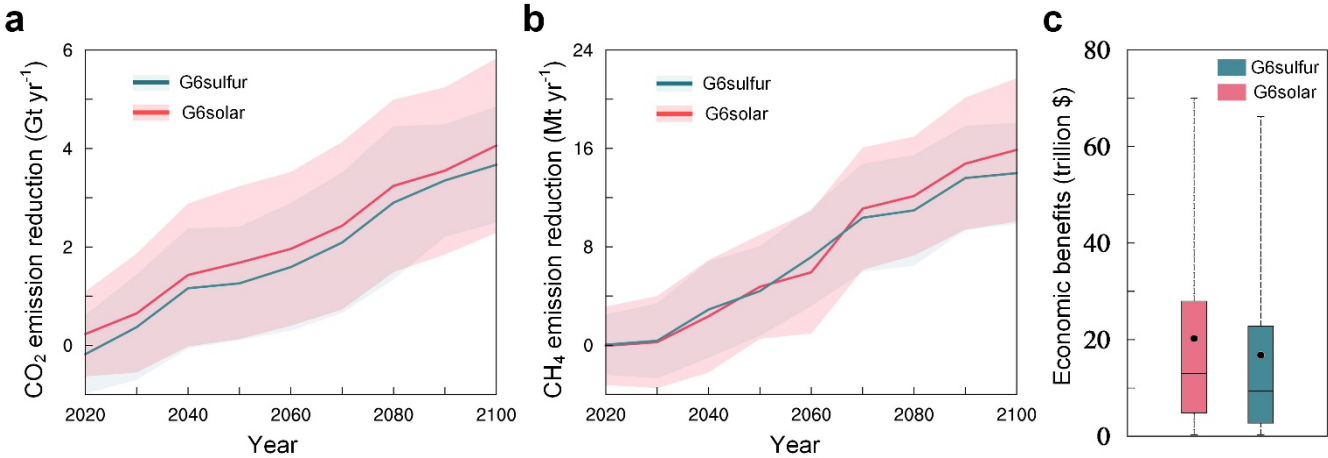 a
CO₂ emission reduction (Gt yr⁻¹)
6
4
2
0
G6sulfur
G6solar
2020 2040 2060 2080 2100
Year
b
CH₄ emission reduction (Mt yr⁻¹)
24
16
8
0
G6sulfur
G6solar
2020 2040 2060 2080 2100
Year
c
Economic benefits (trillion $)
80
60
40
20
0
G6sulfur
G6solar